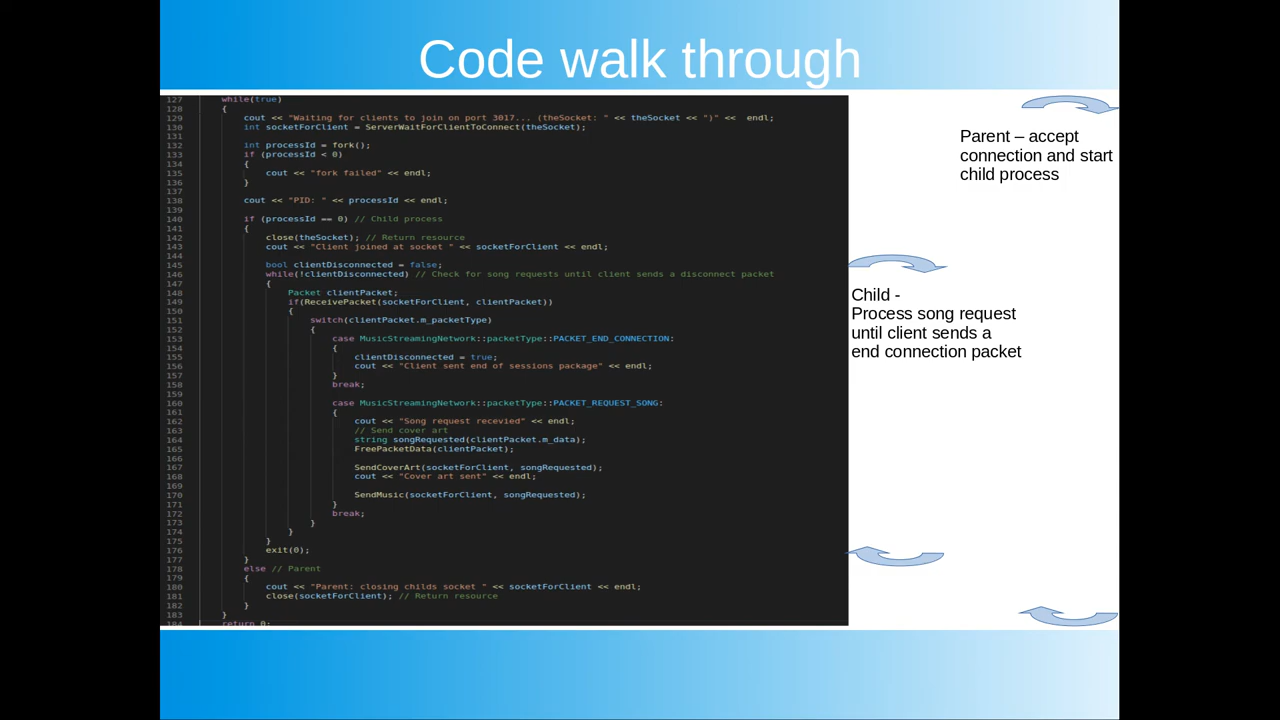 Code walk through
127 while(true)
128 {
129 cout << "Waiting for clients to join on port 3017... (theSocket: " << theSocket << ")" << endl;
130 int socketForClient = ServerWaitForClientToConnect(theSocket);
131
132 int processId = fork();
133 if (processId < 0)
134 {
135 cout << "fork failed" << endl;
136 }
137
138 cout << "PID: " << processId << endl;
139
140 if (processId == 0) // Child process
141 {
142 close(theSocket); // Return resource
143 cout << "Client joined at socket " << socketForClient << endl;
144
145 bool clientDisconnected = false;
146 while(!clientDisconnected) // Check for song requests until client sends a disconnect packet
147 {
148 Packet clientPacket;
149 if(ReceivePacket(socketForClient, clientPacket))
150 {
151 switch(clientPacket.m_packetType)
152 {
153 case MusicStreamingNetwork::packetType::PACKET_END_CONNECTION:
154 {
155 clientDisconnected = true;
156 cout << "Client sent end of sessions package" << endl;
157 }
158 break;
159
160 case MusicStreamingNetwork::packetType::PACKET_REQUEST_SONG:
161 {
162 cout << "Song request recevied" << endl;
163 // Send cover art
164 string songRequested(clientPacket.m_data);
165 FreePacketData(clientPacket);
166
167 SendCoverArt(socketForClient, songRequested);
168 cout << "Cover art sent" << endl;
169
170 SendMusic(socketForClient, songRequested);
171 }
172 break;
173 }
174 }
175 }
176 exit(0);
177 }
178 else // Parent
179 {
180 cout << "Parent: closing childs socket " << socketForClient << endl;
181 close(socketForClient); // Return resource
182 }
183 }
184 return 0;
Parent – accept
connection and start
child process
Child -
Process song request
until client sends a
end connection packet